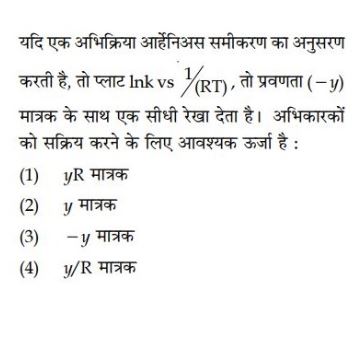 यदि एक अभिक्रिया आर्हेनिअस समीकरण का अनुसरण
करती है, तो प्लाट lnk vs 1/(RT), तो प्रवणता (−y)
मात्रक के साथ एक सीधी रेखा देता है। अभिकारकों
को सक्रिय करने के लिए आवश्यक ऊर्जा है :
(1) yR मात्रक
(2) y मात्रक
(3) −y मात्रक
(4) y/R मात्रक